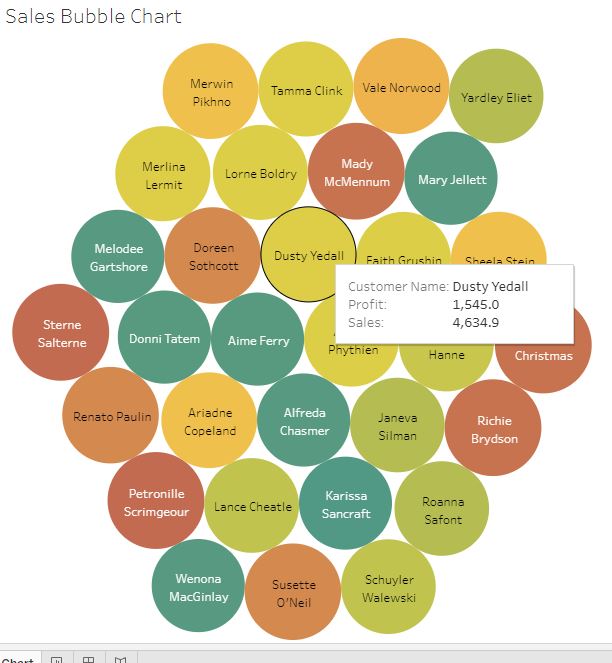 Sales Bubble Chart
Merwin
Pikhno
Tamma Clink
Vale Norwood
Yardley Eliet
Merlina
Lermit
Lorne Boldry
Mady
McMennum
Mary Jellett
Melodee
Gartshore
Doreen
Sothcott
Dusty Yedall
Faith Grushin
Sheela Stein
Customer Name: Dusty Yedall
Profit: 1,545.0
Sales: 4,634.9
Sterne
Salterne
Donni Tatem
Aime Ferry
Phythien
Hanne
Christmas
Renato Paulin
Ariadne
Copeland
Alfreda
Chasmer
Janeva
Silman
Richie
Brydson
Petronille
Scrimgeour
Lance Cheatle
Karissa
Sancraft
Roanna
Safont
Wenona
MacGinlay
Susette
O'Neil
Schuyler
Walewski
Chart